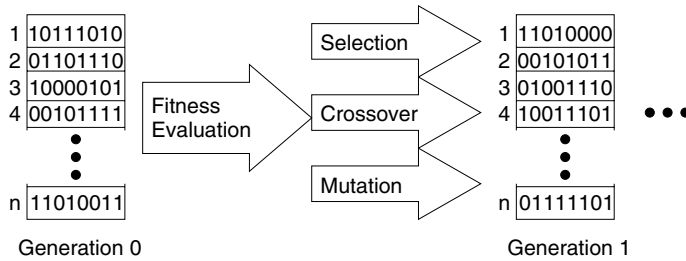 1 10111010
2 01101110
3 10000101
4 00101111
n 11010011
Generation 0
Fitness
Evaluation
Selection
Crossover
Mutation
1 11010000
2 00101011
3 01001110
4 10011101
n 01111101
Generation 1